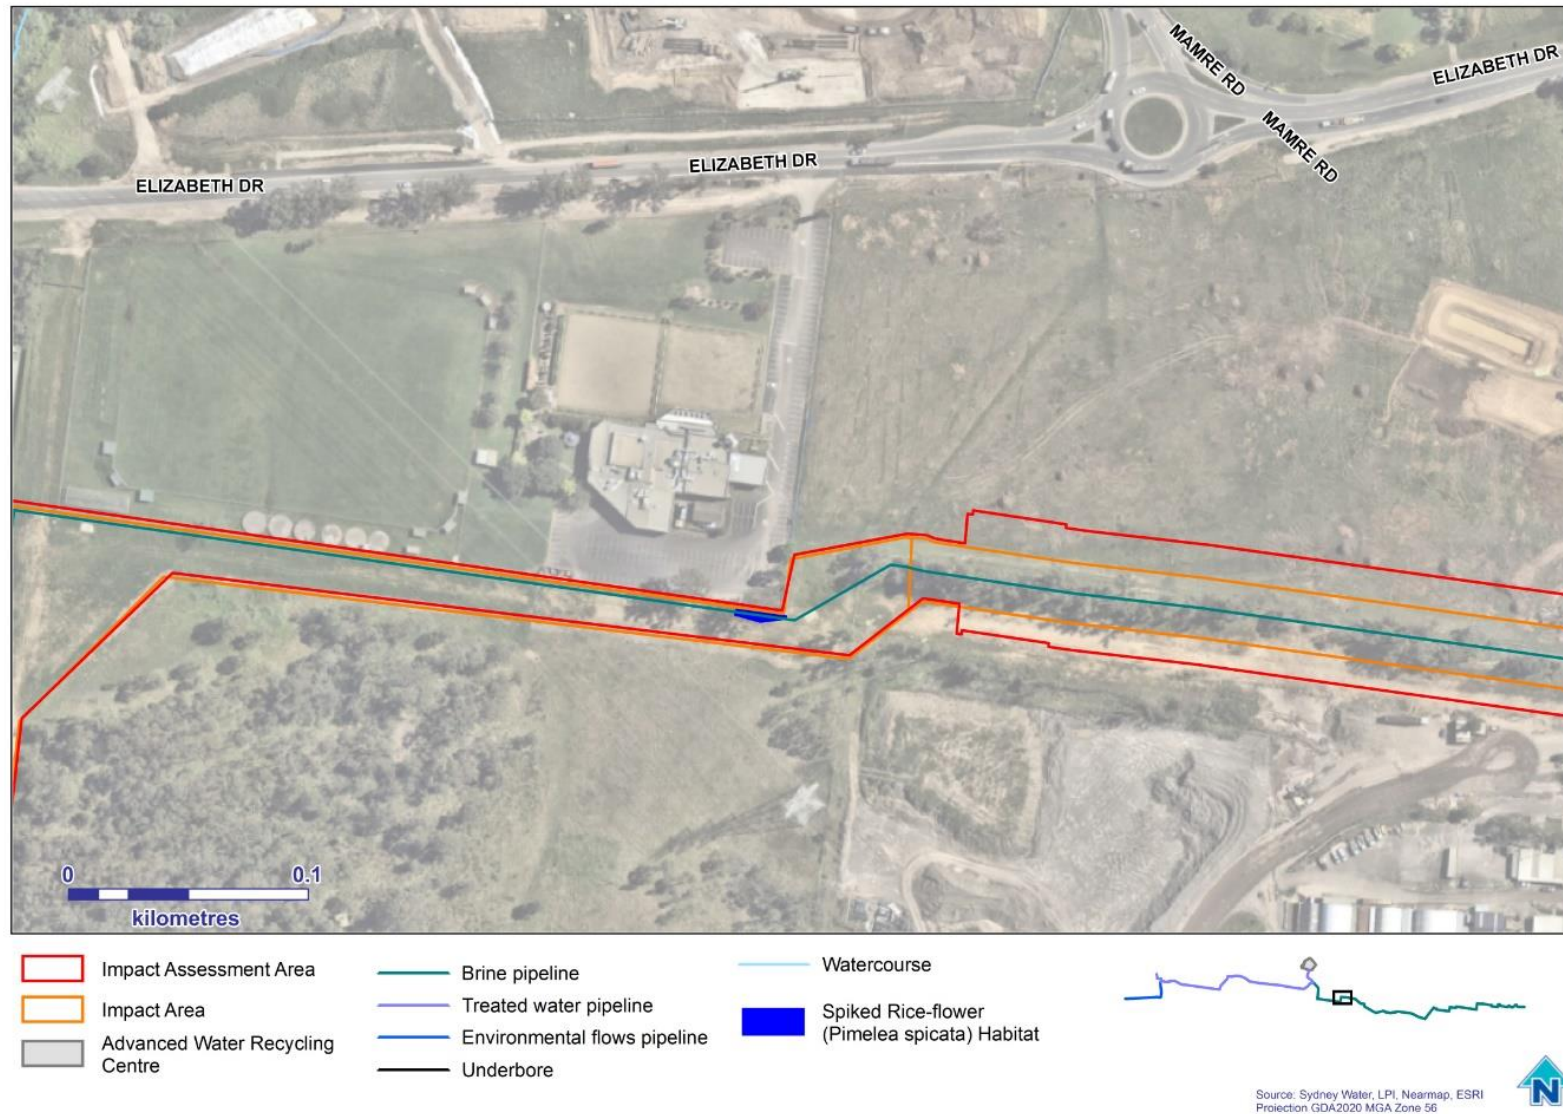 MAMRE RD
ELIZABETH DR
MAMRE RD
ELIZABETH DR
ELIZABETH DR
0 0.1
kilometres
Impact Assessment Area
Impact Area
Advanced Water Recycling
Centre
Brine pipeline
Treated water pipeline
Environmental flows pipeline
Underbore
Watercourse
Spiked Rice-flower
(Pimelea spicata) Habitat
N
Source: Sydney Water, LPI, Nearmap, ESRI
Projection GDA2020 MGA Zone 56